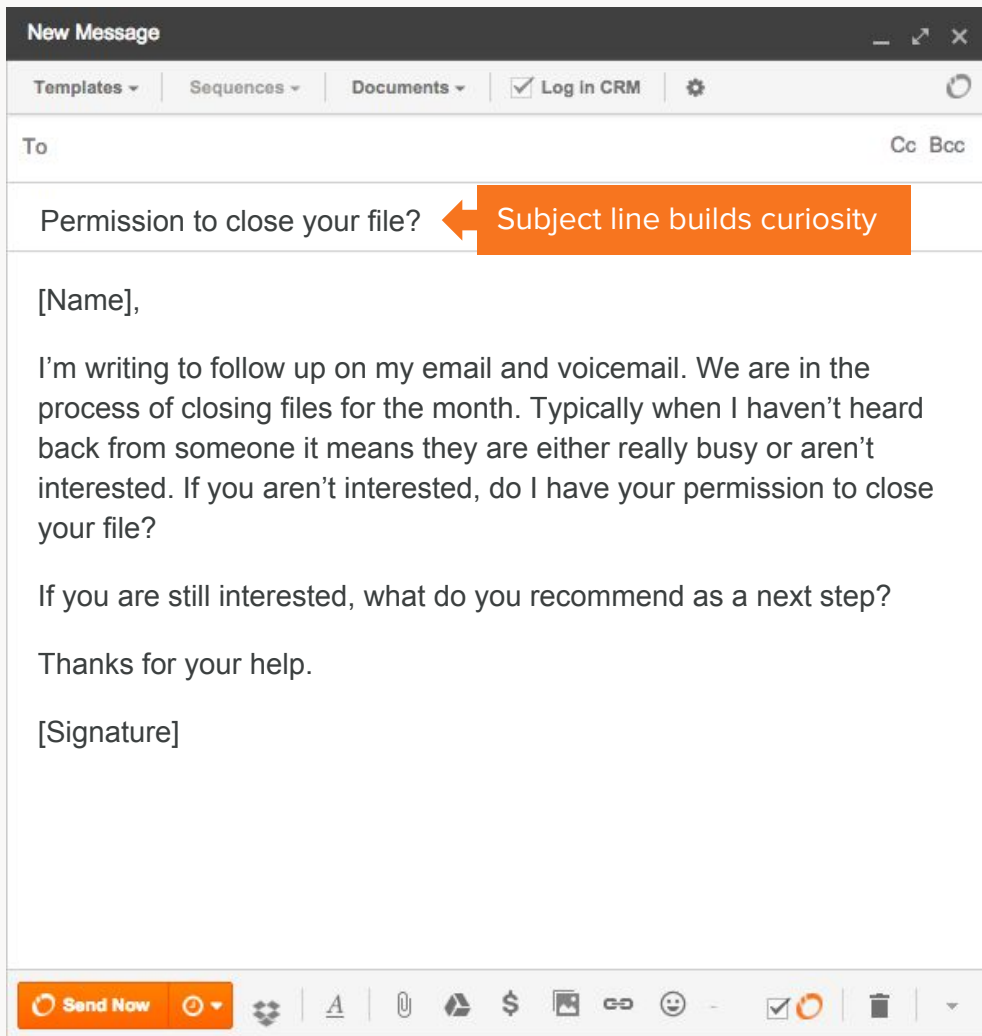 New Message
Templates Sequences Documents Log in CRM
To Cc Bcc
Permission to close your file? Subject line builds curiosity
[Name],
I’m writing to follow up on my email and voicemail. We are in the
process of closing files for the month. Typically when I haven’t heard
back from someone it means they are either really busy or aren’t
interested. If you aren’t interested, do I have your permission to close
your file?
If you are still interested, what do you recommend as a next step?
Thanks for your help.
[Signature]
Send Now A $